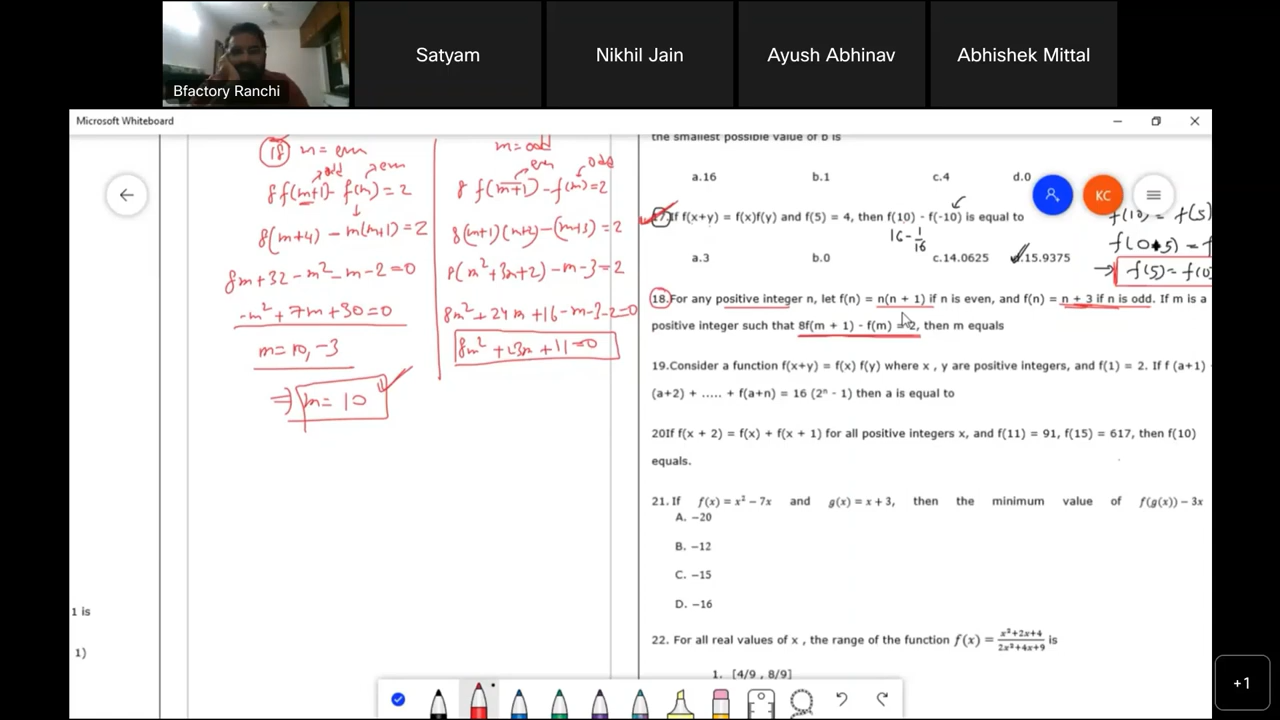 Bfactory Ranchi
Satyam
Nikhil Jain
Ayush Abhinav
Abhishek Mittal
Microsoft Whiteboard
18 m = even
odd even
8f(m+1) - f(m) = 2
8(m+4) - m(m+1) = 2
8m + 32 - m² - m - 2 = 0
-m² + 7m + 30 = 0
m = 10, -3
⇒ m = 10
m = odd
even odd
8 f(m+1) - f(m) = 2
8(m+1)(m+2) - (m+3) = 2
8(m² + 3m + 2) - m - 3 = 2
8m² + 24m + 16 - m - 3 - 2 = 0
8m² + 23m + 11 = 0
the smallest possible value of b is
a.16 b.1 c.4 d.0
17.If f(x+y) = f(x)f(y) and f(5) = 4, then f(10) - f(-10) is equal to
16 - 1/16
a.3 b.0 c.14.0625 .15.9375
f(10) = f(5)
f(0+5) = f
→ f(5) = f(0)
18.For any positive integer n, let f(n) = n(n + 1) if n is even, and f(n) = n + 3 if n is odd. If m is a
positive integer such that 8f(m + 1) - f(m) = 2, then m equals
19.Consider a function f(x+y) = f(x) f(y) where x , y are positive integers, and f(1) = 2. If f (a+1)
(a+2) + ..... + f(a+n) = 16 (2ⁿ - 1) then a is equal to
20If f(x + 2) = f(x) + f(x + 1) for all positive integers x, and f(11) = 91, f(15) = 617, then f(10)
equals.
21. If f(x) = x² − 7x and g(x) = x + 3, then the minimum value of f(g(x)) − 3x
A. −20
B. −12
C. −15
D. −16
22. For all real values of x , the range of the function f(x) = x²+2x+4/2x²+4x+9 is
1. [4/9 , 8/9]
1 is
1)
KC
+1